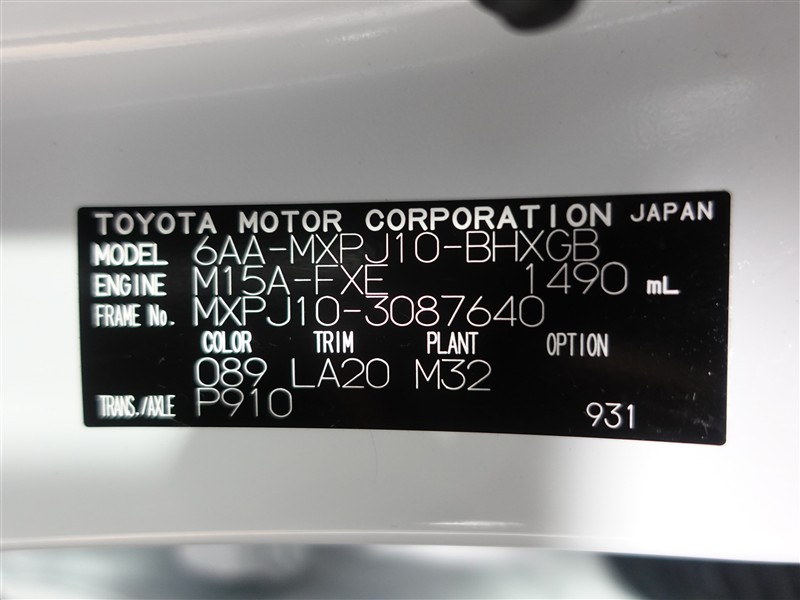 TOYOTA MOTOR CORPORATION JAPAN
MODEL 6AA-MXPJ10-BHXGB
ENGINE M15A-FXE 1490 mL
FRAME No. MXPJ10-3087640
COLOR TRIM PLANT OPTION
089 LA20 M32
TRANS./AXLE P910 931